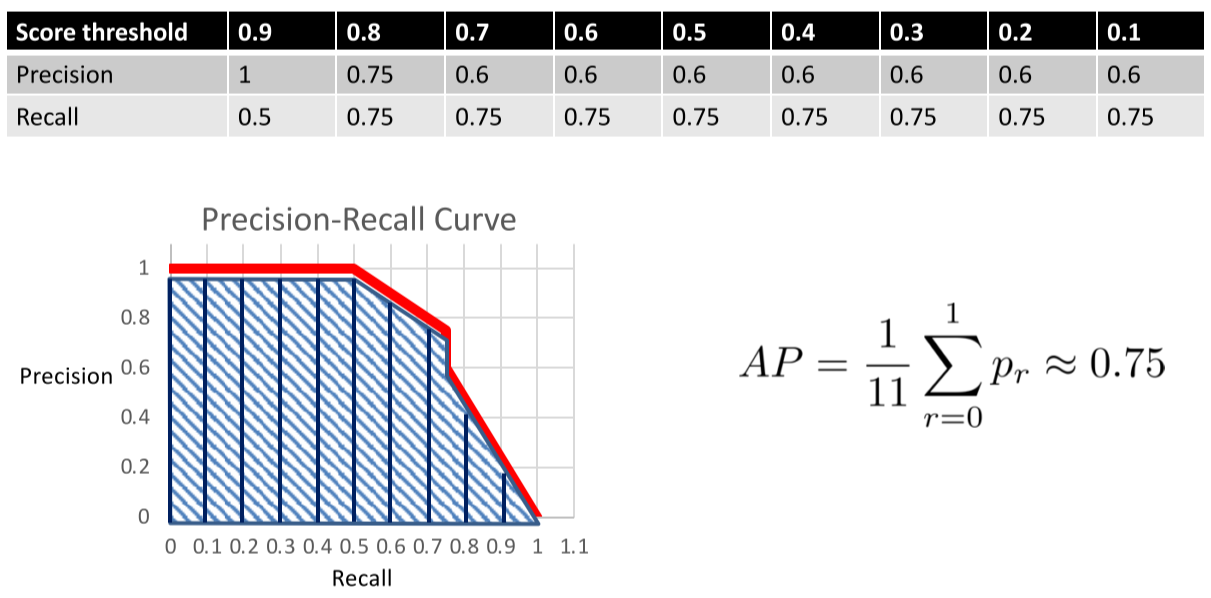 Score threshold 0.9 0.8 0.7 0.6 0.5 0.4 0.3 0.2 0.1
Precision 1 0.75 0.6 0.6 0.6 0.6 0.6 0.6 0.6
Recall 0.5 0.75 0.75 0.75 0.75 0.75 0.75 0.75 0.75
Precision-Recall Curve
1
0.8
Precision 0.6
0.4
0.2
0
0 0.1 0.2 0.3 0.4 0.5 0.6 0.7 0.8 0.9 1 1.1
Recall
AP = \frac{1}{11} \sum_{r=0}^{1} p_r ≈ 0.75